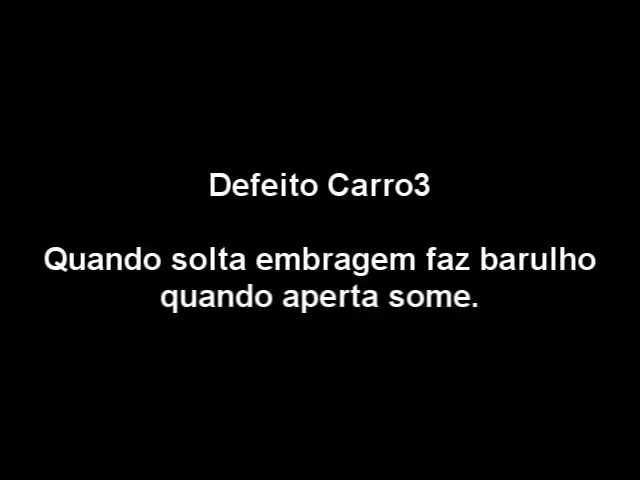 Defeito Carro3
Quando solta embragem faz barulho
quando aperta some.